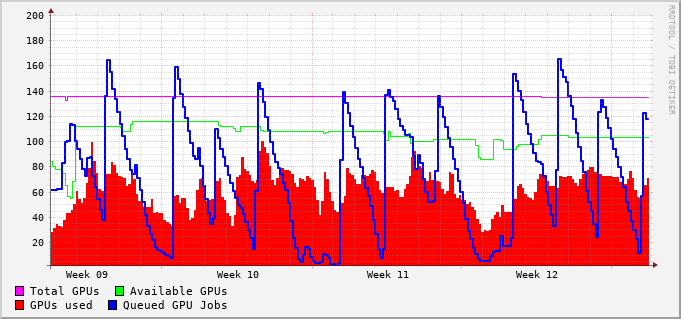 200
180
160
140
120
100
80
60
40
20
Week 09 Week 10 Week 11 Week 12
Total GPUs Available GPUs
GPUs used Queued GPU Jobs
RRDTOOL / TOBI OETIKER